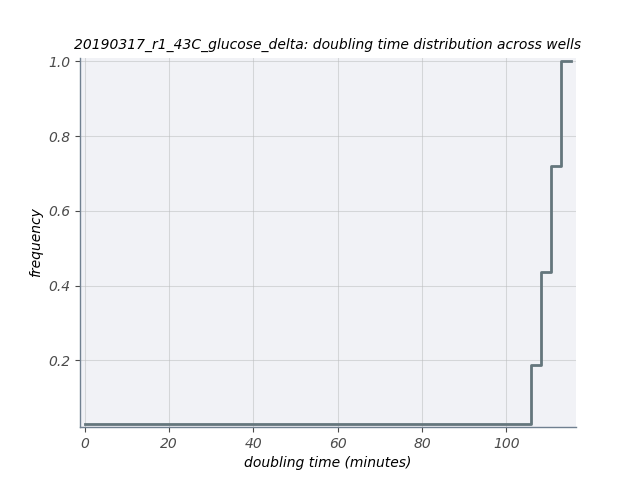 20190317_r1_43C_glucose_delta: doubling time distribution across wells
1.0
0.8
0.6
0.4
0.2
frequency
0 20 40 60 80 100
doubling time (minutes)